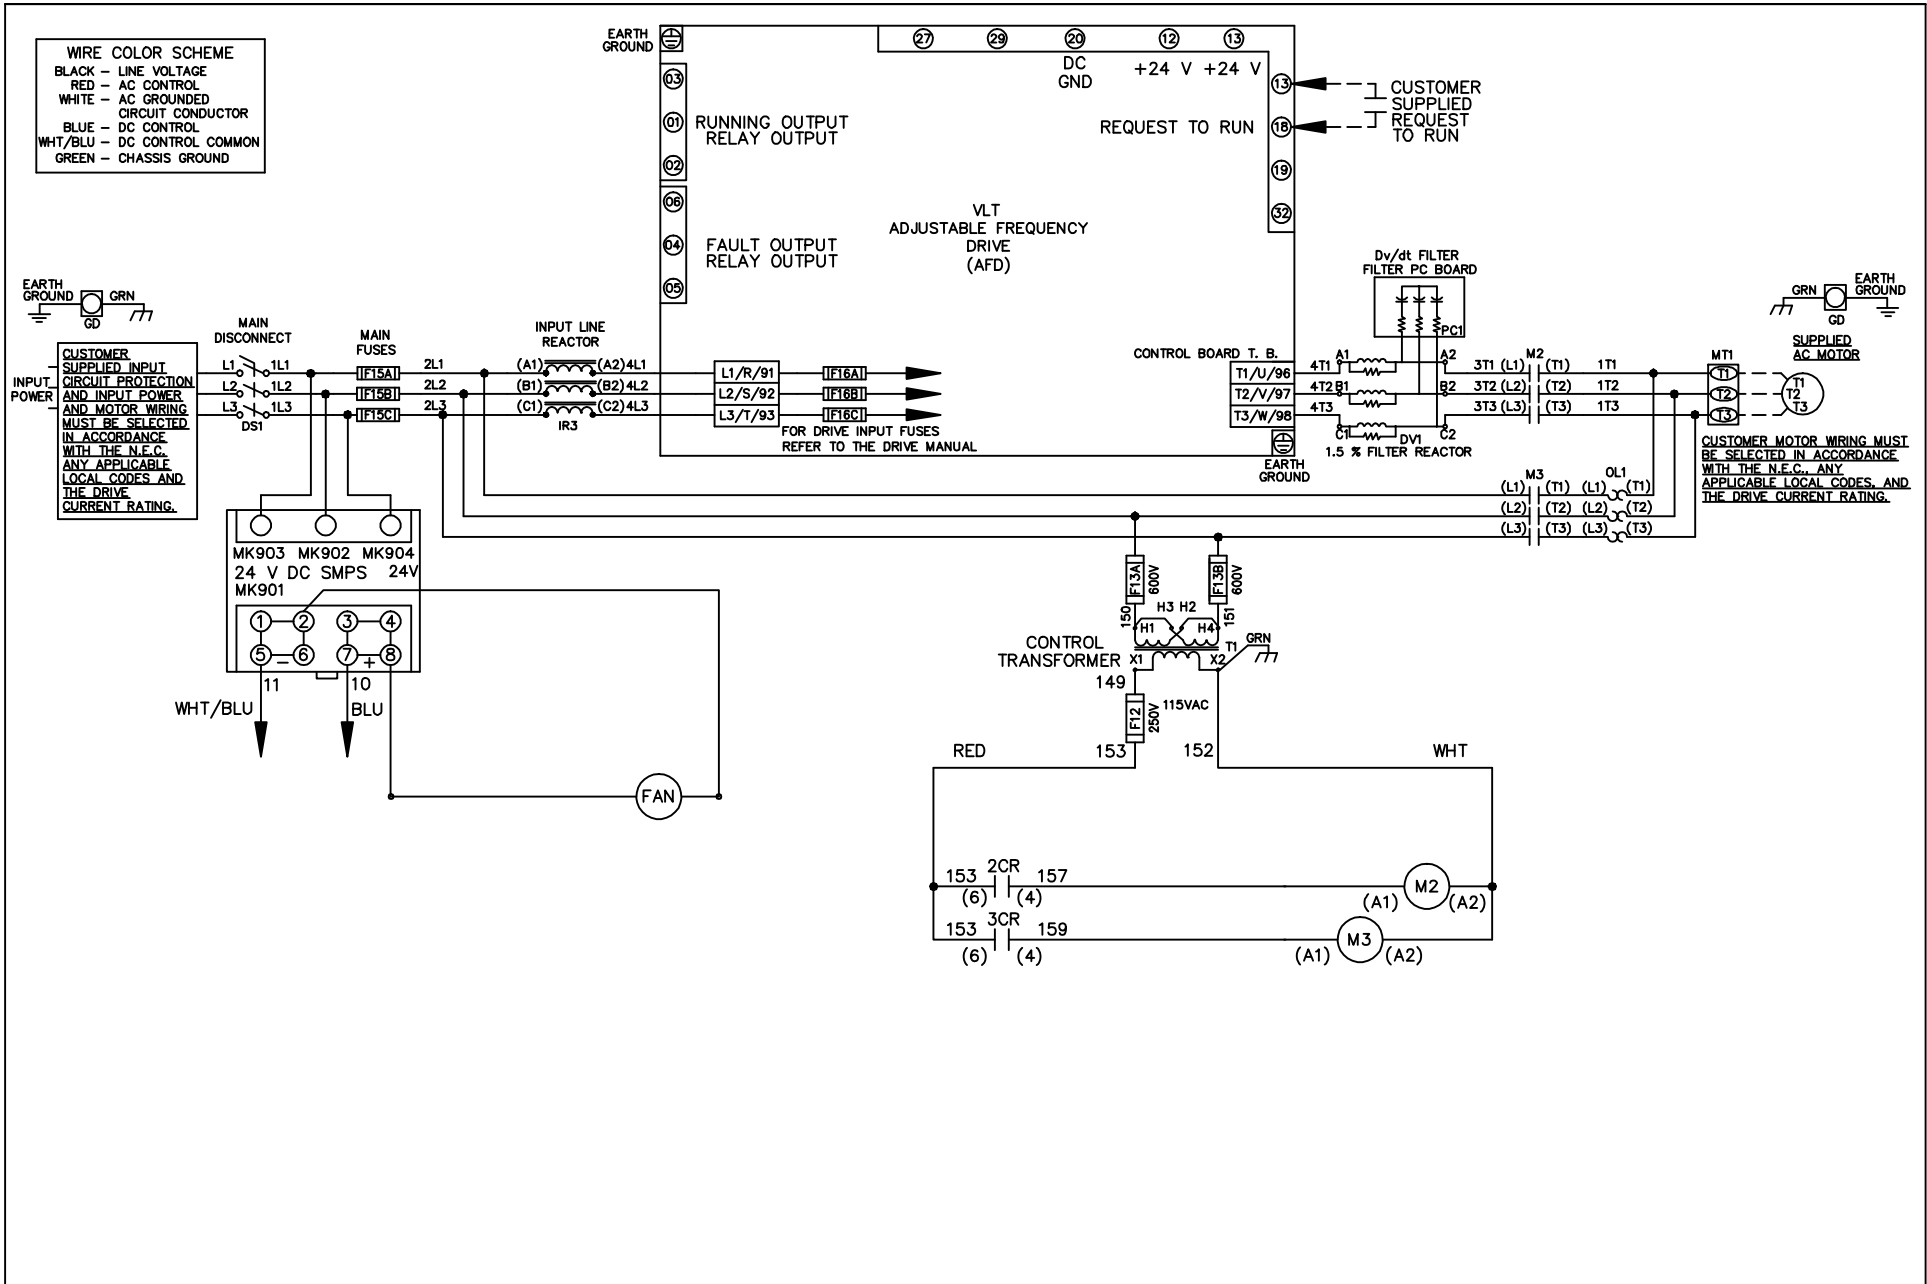 WIRE COLOR SCHEME
BLACK – LINE VOLTAGE
RED – AC CONTROL
WHITE – AC GROUNDED
CIRCUIT CONDUCTOR
BLUE – DC CONTROL
WHT/BLU – DC CONTROL COMMON
GREEN – CHASSIS GROUND
EARTH
GROUND
03
01
02
RUNNING OUTPUT
RELAY OUTPUT
06
04
05
FAULT OUTPUT
RELAY OUTPUT
27
29
20
12
13
DC
GND
+24 V
+24 V
13
REQUEST TO RUN
18
19
32
CUSTOMER
SUPPLIED
REQUEST
TO RUN
VLT
ADJUSTABLE FREQUENCY
DRIVE
(AFD)
EARTH
GROUND
GRN
GD
INPUT
POWER
CUSTOMER
SUPPLIED INPUT
CIRCUIT PROTECTION
AND INPUT POWER
AND MOTOR WIRING
MUST BE SELECTED
IN ACCORDANCE
WITH THE N.E.C.
ANY APPLICABLE
LOCAL CODES AND
THE DRIVE
CURRENT RATING.
MAIN
DISCONNECT
L1 1L1
L2 1L2
L3 1L3
DS1
MAIN
FUSES
F15A
F15B
F15C
2L1
2L2
2L3
INPUT LINE
REACTOR
(A1) (A2) 4L1
(B1) (B2) 4L2
(C1) (C2) 4L3
IR3
L1/R/91
L2/S/92
L3/T/93
F16A
F16B
F16C
FOR DRIVE INPUT FUSES
REFER TO THE DRIVE MANUAL
CONTROL BOARD T. B.
T1/U/96
T2/V/97
T3/W/98
EARTH
GROUND
4T1
4T2
4T3
Dv/dt FILTER
FILTER PC BOARD
PC1
A1 A2
B1 B2
C1 C2
DV1
1.5 % FILTER REACTOR
M2
3T1 (L1) (T1) 1T1
3T2 (L2) (T2) 1T2
3T3 (L3) (T3) 1T3
GRN
EARTH
GROUND
GD
SUPPLIED
AC MOTOR
MT1
T1
T2
T3
T1
T2
T3
CUSTOMER MOTOR WIRING MUST
BE SELECTED IN ACCORDANCE
WITH THE N.E.C., ANY
APPLICABLE LOCAL CODES, AND
THE DRIVE CURRENT RATING.
M3 OL1
(L1) (T1) (L1) (T1)
(L2) (T2) (L2) (T2)
(L3) (T3) (L3) (T3)
MK903 MK902 MK904
24 V DC SMPS 24V
MK901
1 2 3 4
5 – 6 7 + 8
11 10
WHT/BLU
BLU
FAN
F13A
600V
F13B
600V
150
151
H3 H2
H1 H4
CONTROL
TRANSFORMER
X1 X2
T1
GRN
149
F12
250V
115VAC
RED
153
152
WHT
153 2CR 157
(6) (4)
M2
(A1) (A2)
153 3CR 159
(6) (4)
M3
(A1) (A2)